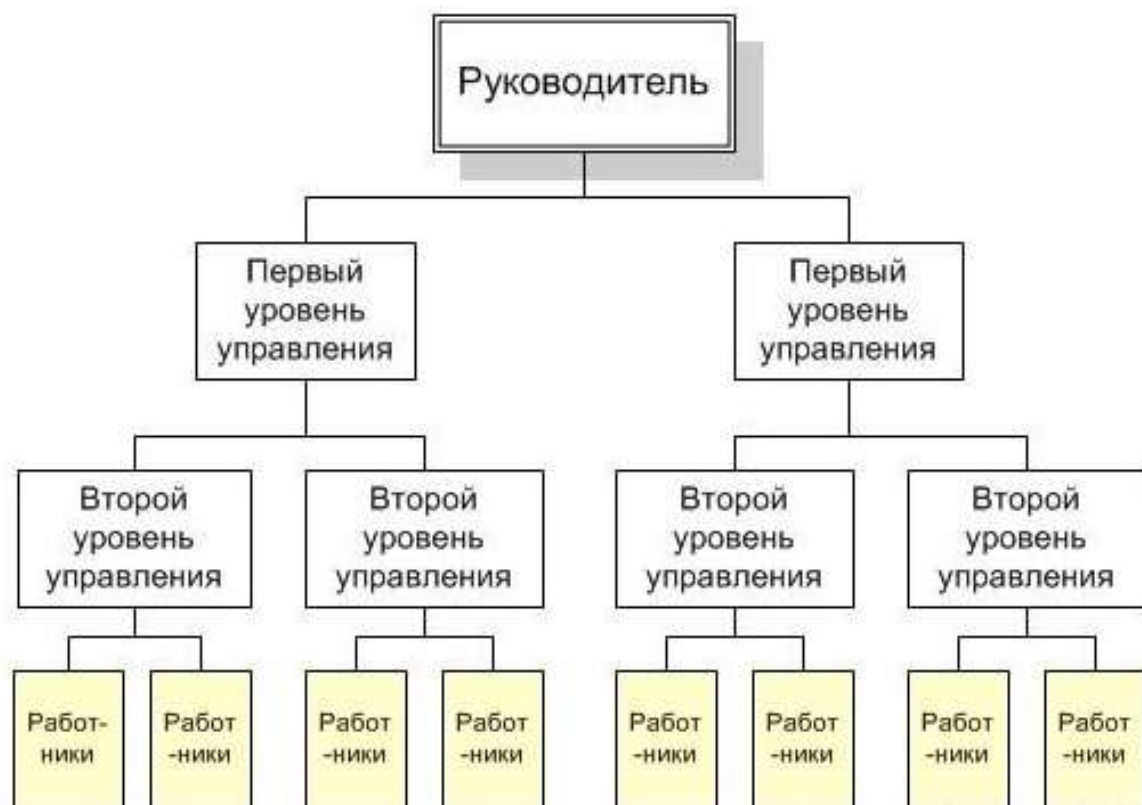 Руководитель
Первый
уровень
управления
Первый
уровень
управления
Второй
уровень
управления
Второй
уровень
управления
Второй
уровень
управления
Второй
уровень
управления
Работ-
ники
Работ
-ники
Работ
-ники
Работ
-ники
Работ
-ники
Работ
-ники
Работ
-ники
Работ
-ники